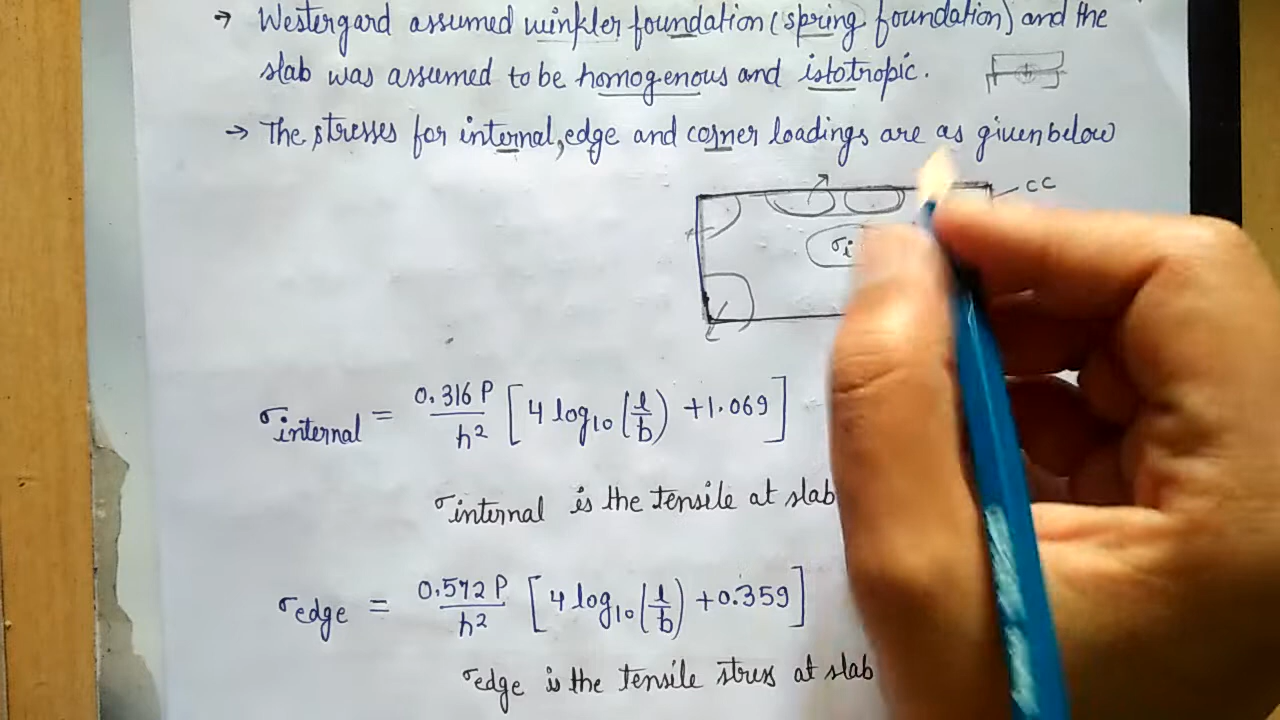 → Westergard assumed winkler foundation (spring foundation) and the
slab was assumed to be homogenous and istotropic.
→ The stresses for internal, edge and corner loadings are as given below
CC
σi
σinternal = 0.316 P / h² [4 log10 (l/b) + 1.069]
σinternal is the tensile at slab
σedge = 0.572 P / h² [4 log10 (l/b) + 0.359]
σedge is the tensile stress at slab